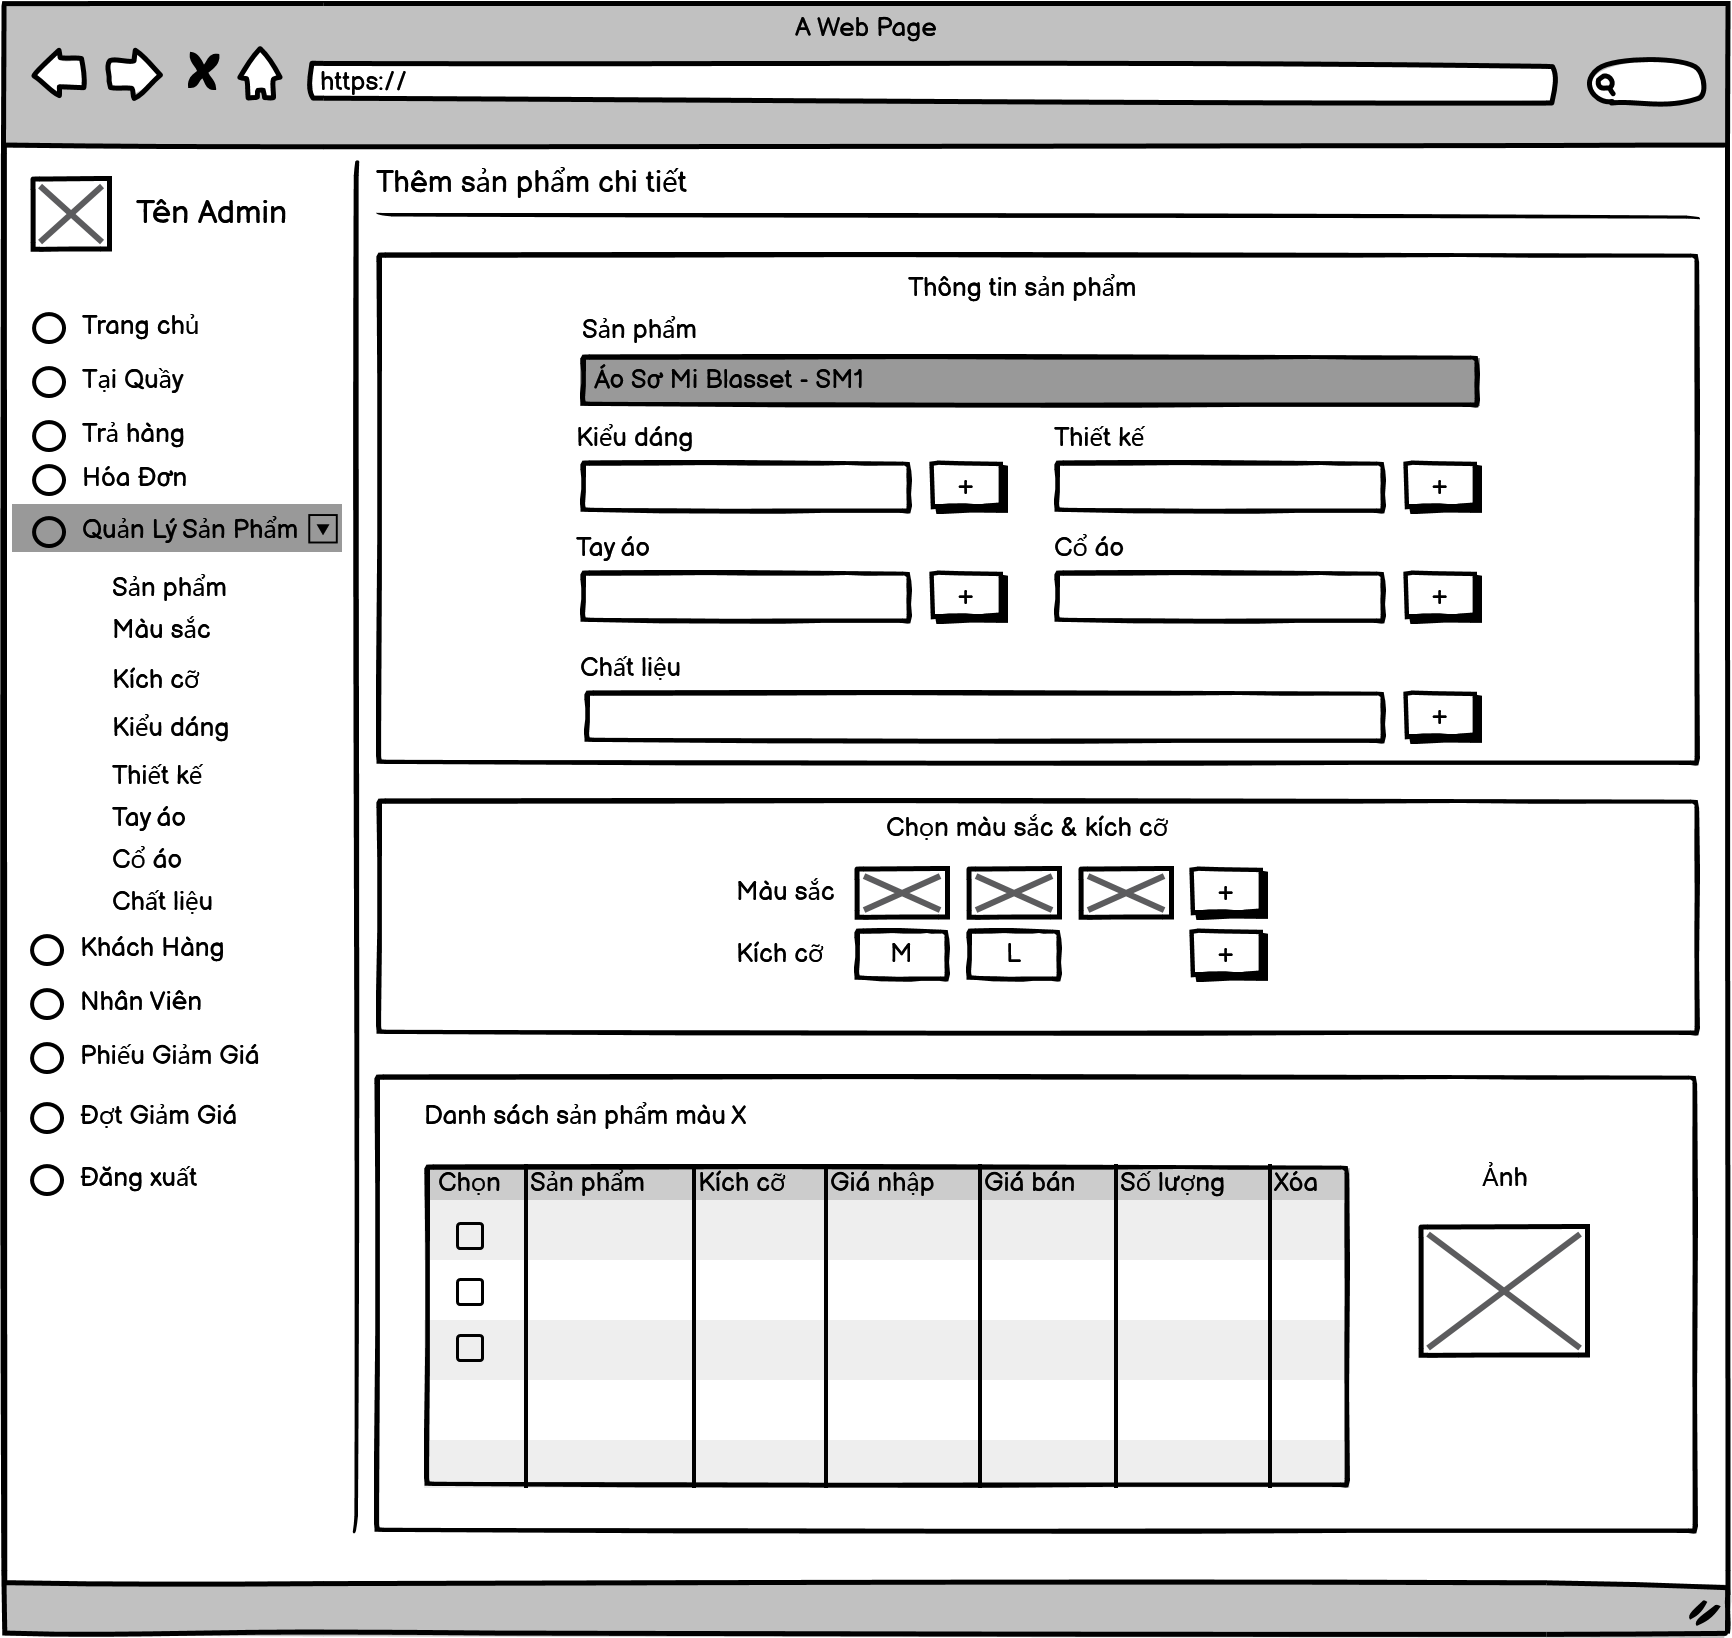 A Web Page
https://
Tên Admin
Trang chủ
Tại Quầy
Trả hàng
Hóa Đơn
Quản Lý Sản Phẩm
Sản phẩm
Màu sắc
Kích cỡ
Kiểu dáng
Thiết kế
Tay áo
Cổ áo
Chất liệu
Khách Hàng
Nhân Viên
Phiếu Giảm Giá
Đợt Giảm Giá
Đăng xuất
Thêm sản phẩm chi tiết
Thông tin sản phẩm
Sản phẩm
Áo Sơ Mi Blasset - SM1
Kiểu dáng Thiết kế
+ +
Tay áo Cổ áo
+ +
Chất liệu
+
Chọn màu sắc & kích cỡ
Màu sắc +
Kích cỡ M L +
Danh sách sản phẩm màu X
Chọn Sản phẩm Kích cỡ Giá nhập Giá bán Số lượng Xóa
Ảnh